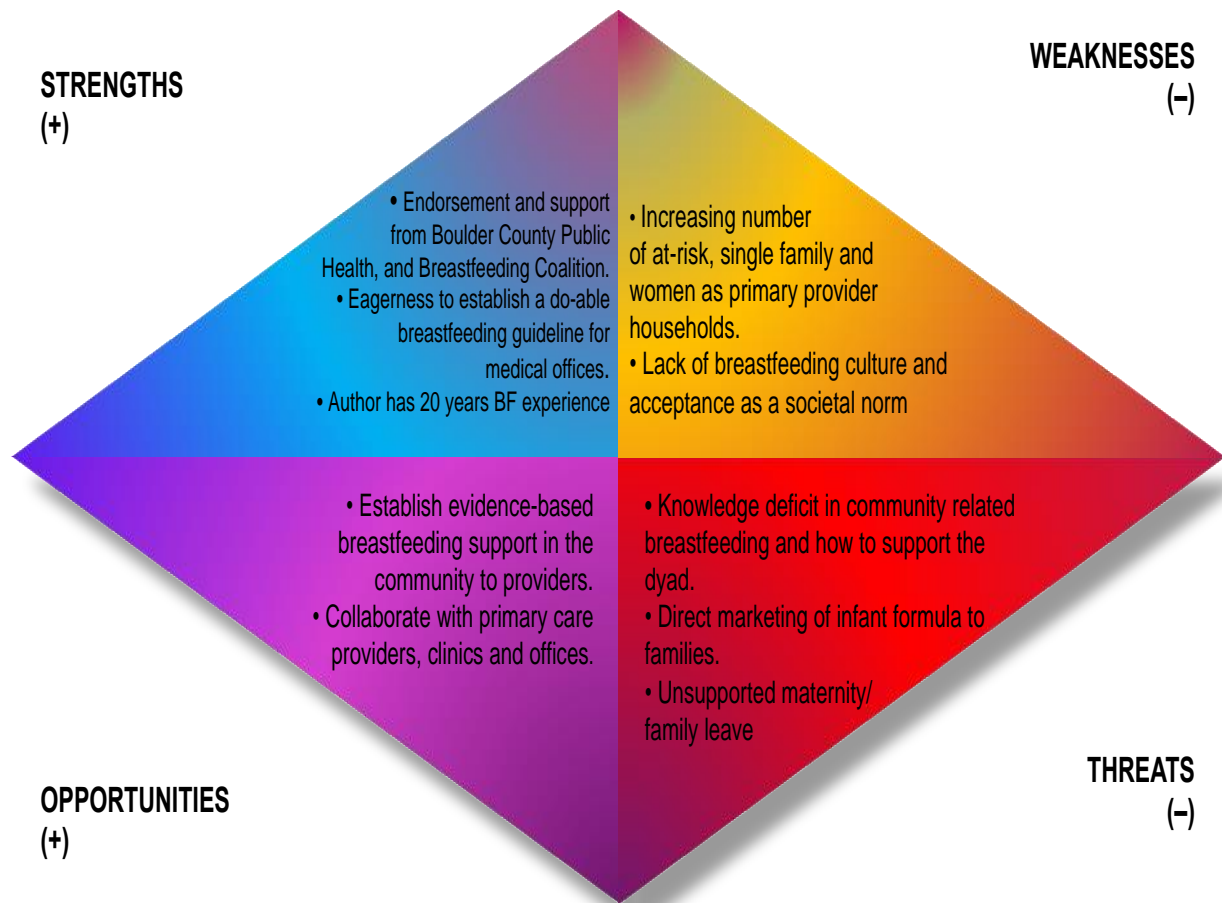 STRENGTHS
(+)
WEAKNESSES
(–)
• Endorsement and support
from Boulder County Public
Health, and Breastfeeding Coalition.
• Eagerness to establish a do-able
breastfeeding guideline for
medical offices.
• Author has 20 years BF experience
• Increasing number
of at-risk, single family and
women as primary provider
households.
• Lack of breastfeeding culture and
acceptance as a societal norm
• Establish evidence-based
breastfeeding support in the
community to providers.
• Collaborate with primary care
providers, clinics and offices.
• Knowledge deficit in community related
breastfeeding and how to support the
dyad.
• Direct marketing of infant formula to
families.
• Unsupported maternity/
family leave
OPPORTUNITIES
(+)
THREATS
(–)